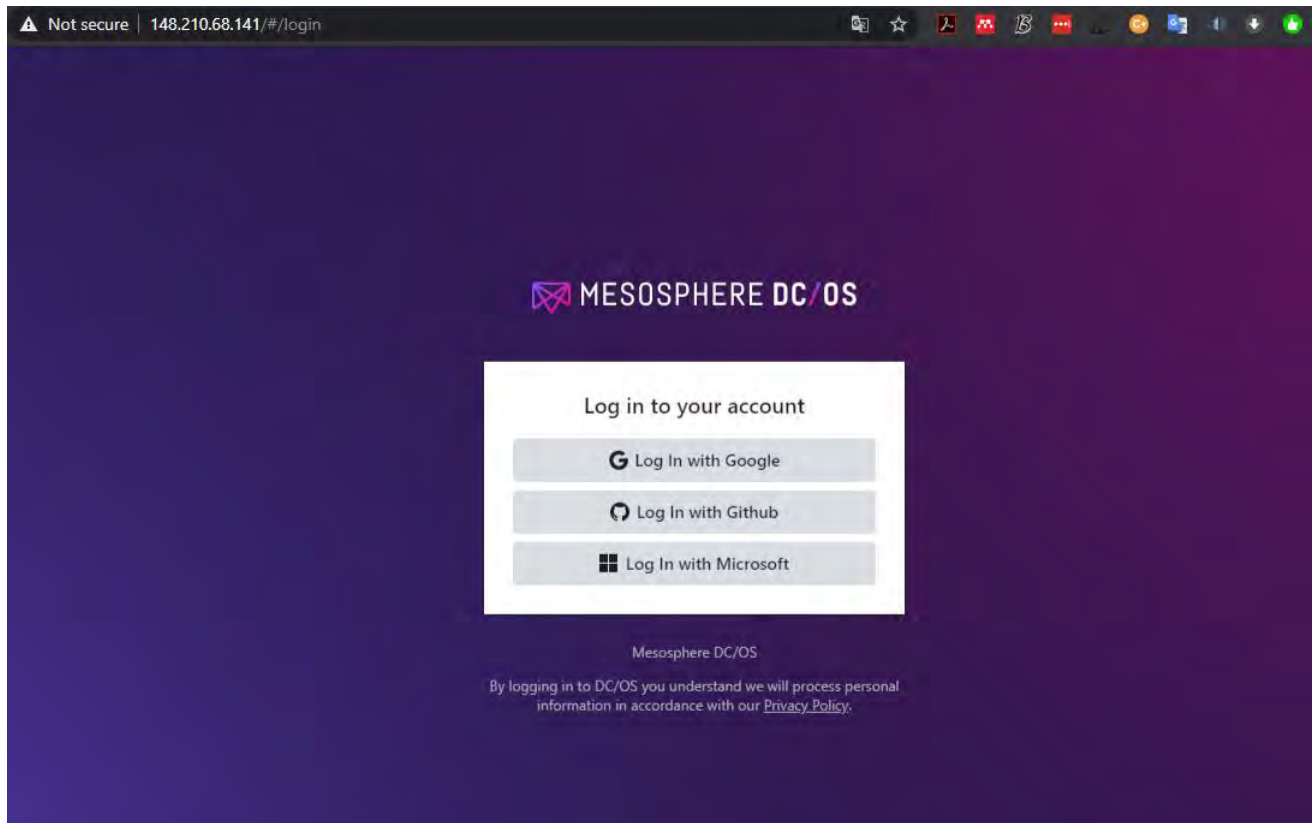 Not secure | 148.210.68.141/#/login
MESOSPHERE DC/OS
Log in to your account
Log In with Google
Log In with Github
Log In with Microsoft
Mesosphere DC/OS
By logging in to DC/OS you understand we will process personal
information in accordance with our Privacy Policy.